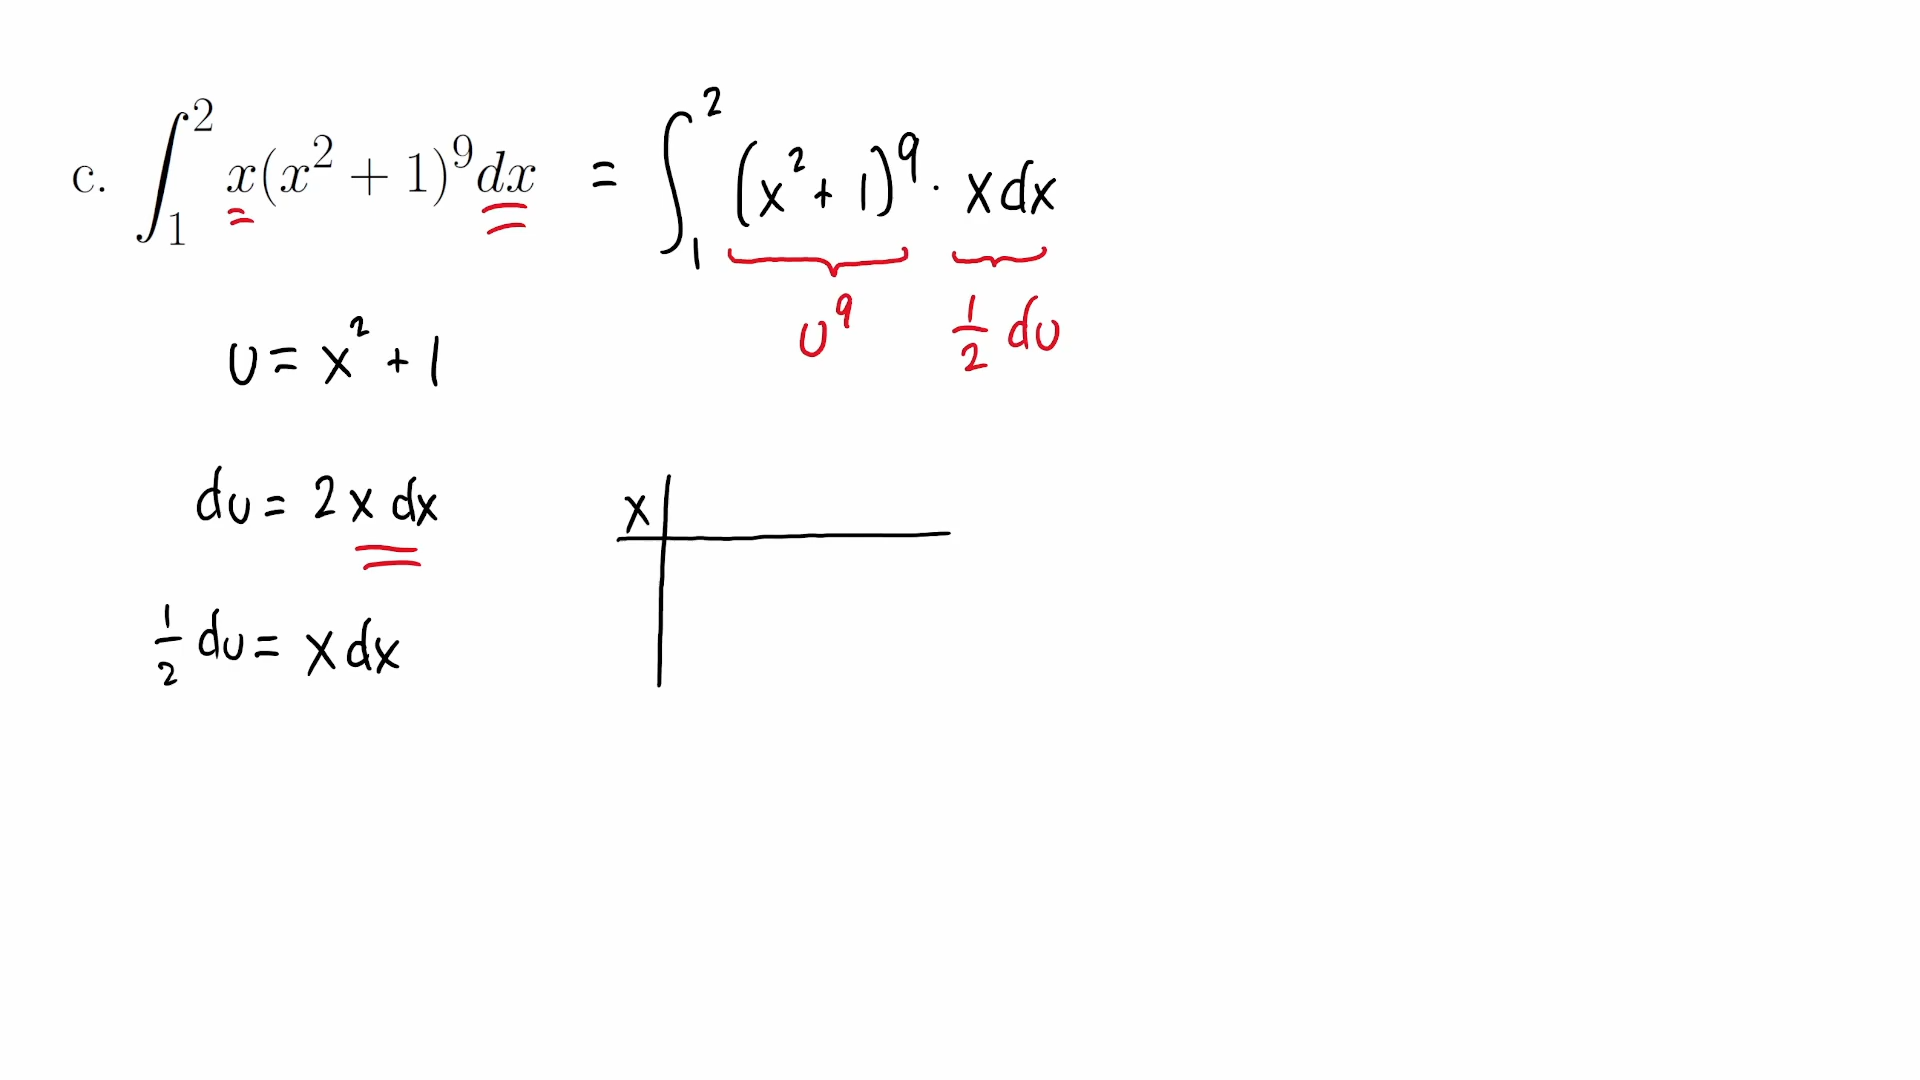 c. ∫₁² x(x² + 1)⁹dx = ∫₁² (x² + 1)⁹ · x dx
u⁹ ½ du
u = x² + 1
du = 2x dx
x
½ du = x dx